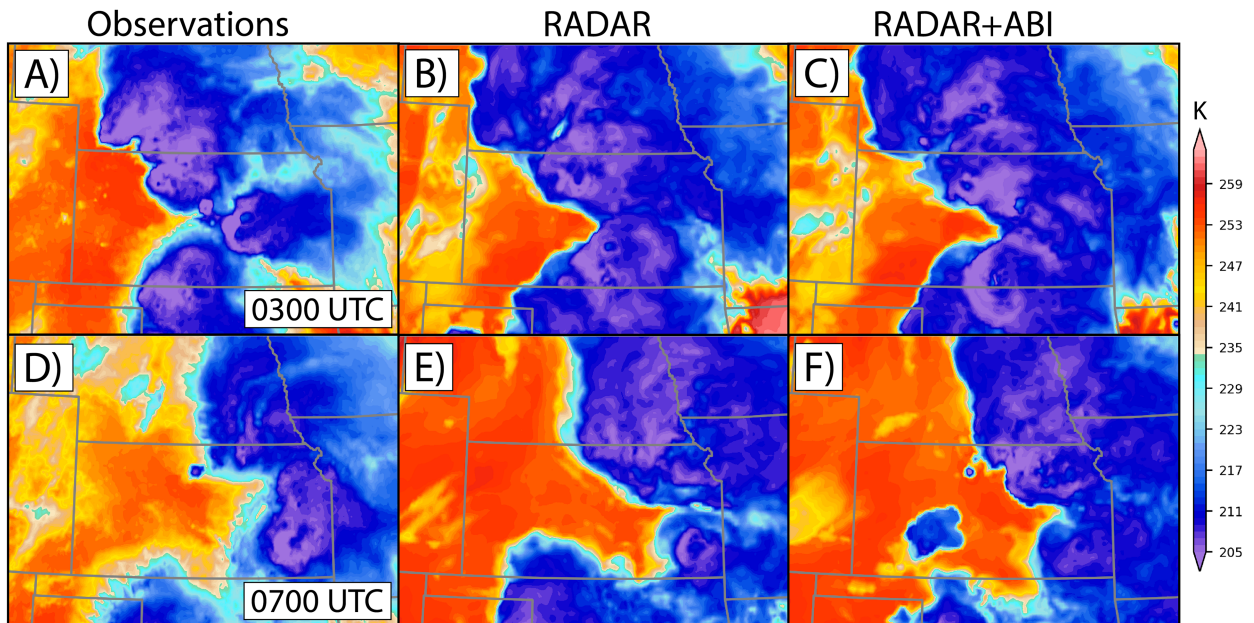 Observations RADAR RADAR+ABI
A) B) C)
K
259
253
247
241
235
229
223
217
211
205
0300 UTC
D) E) F)
0700 UTC